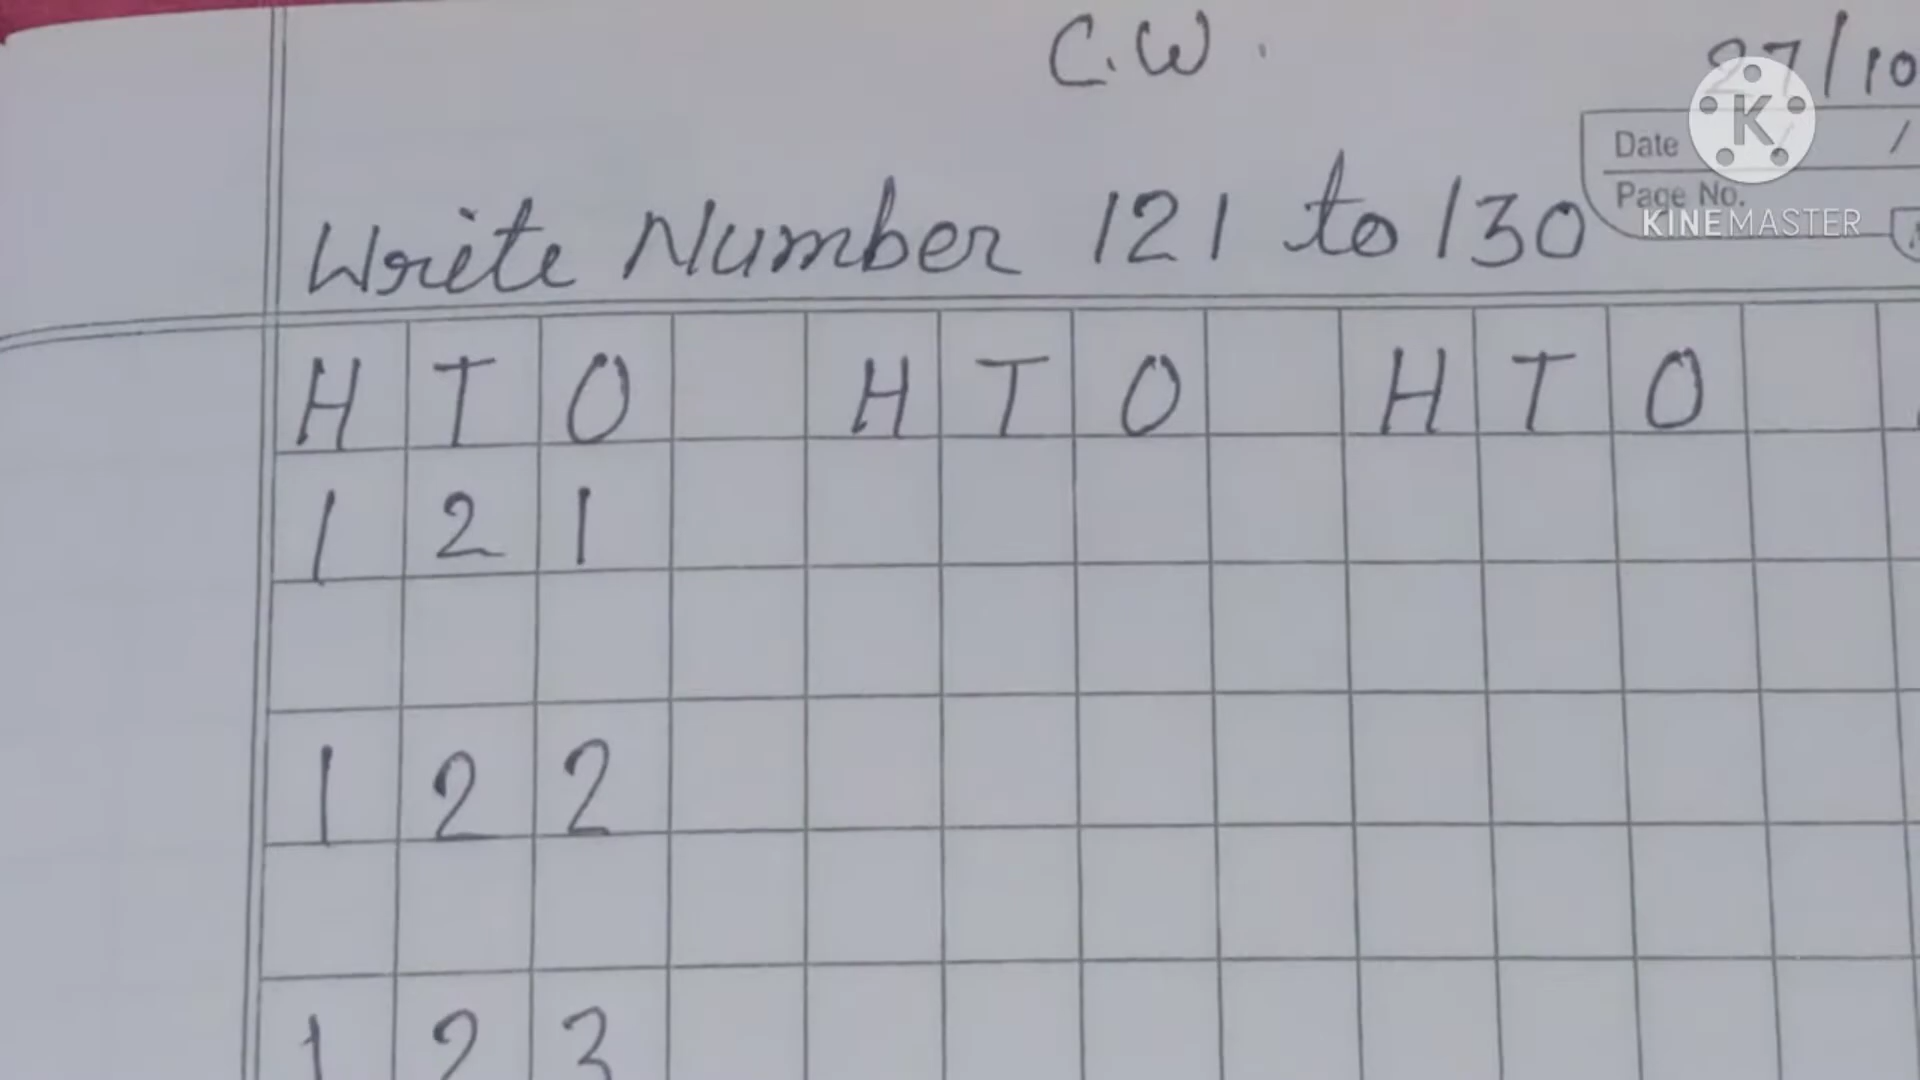 C.W.
27/10
Date / /
Page No.
KINEMASTER
K
Write Number 121 to 130
H T O H T O H T O
1 2 1
1 2 2
1 2 3